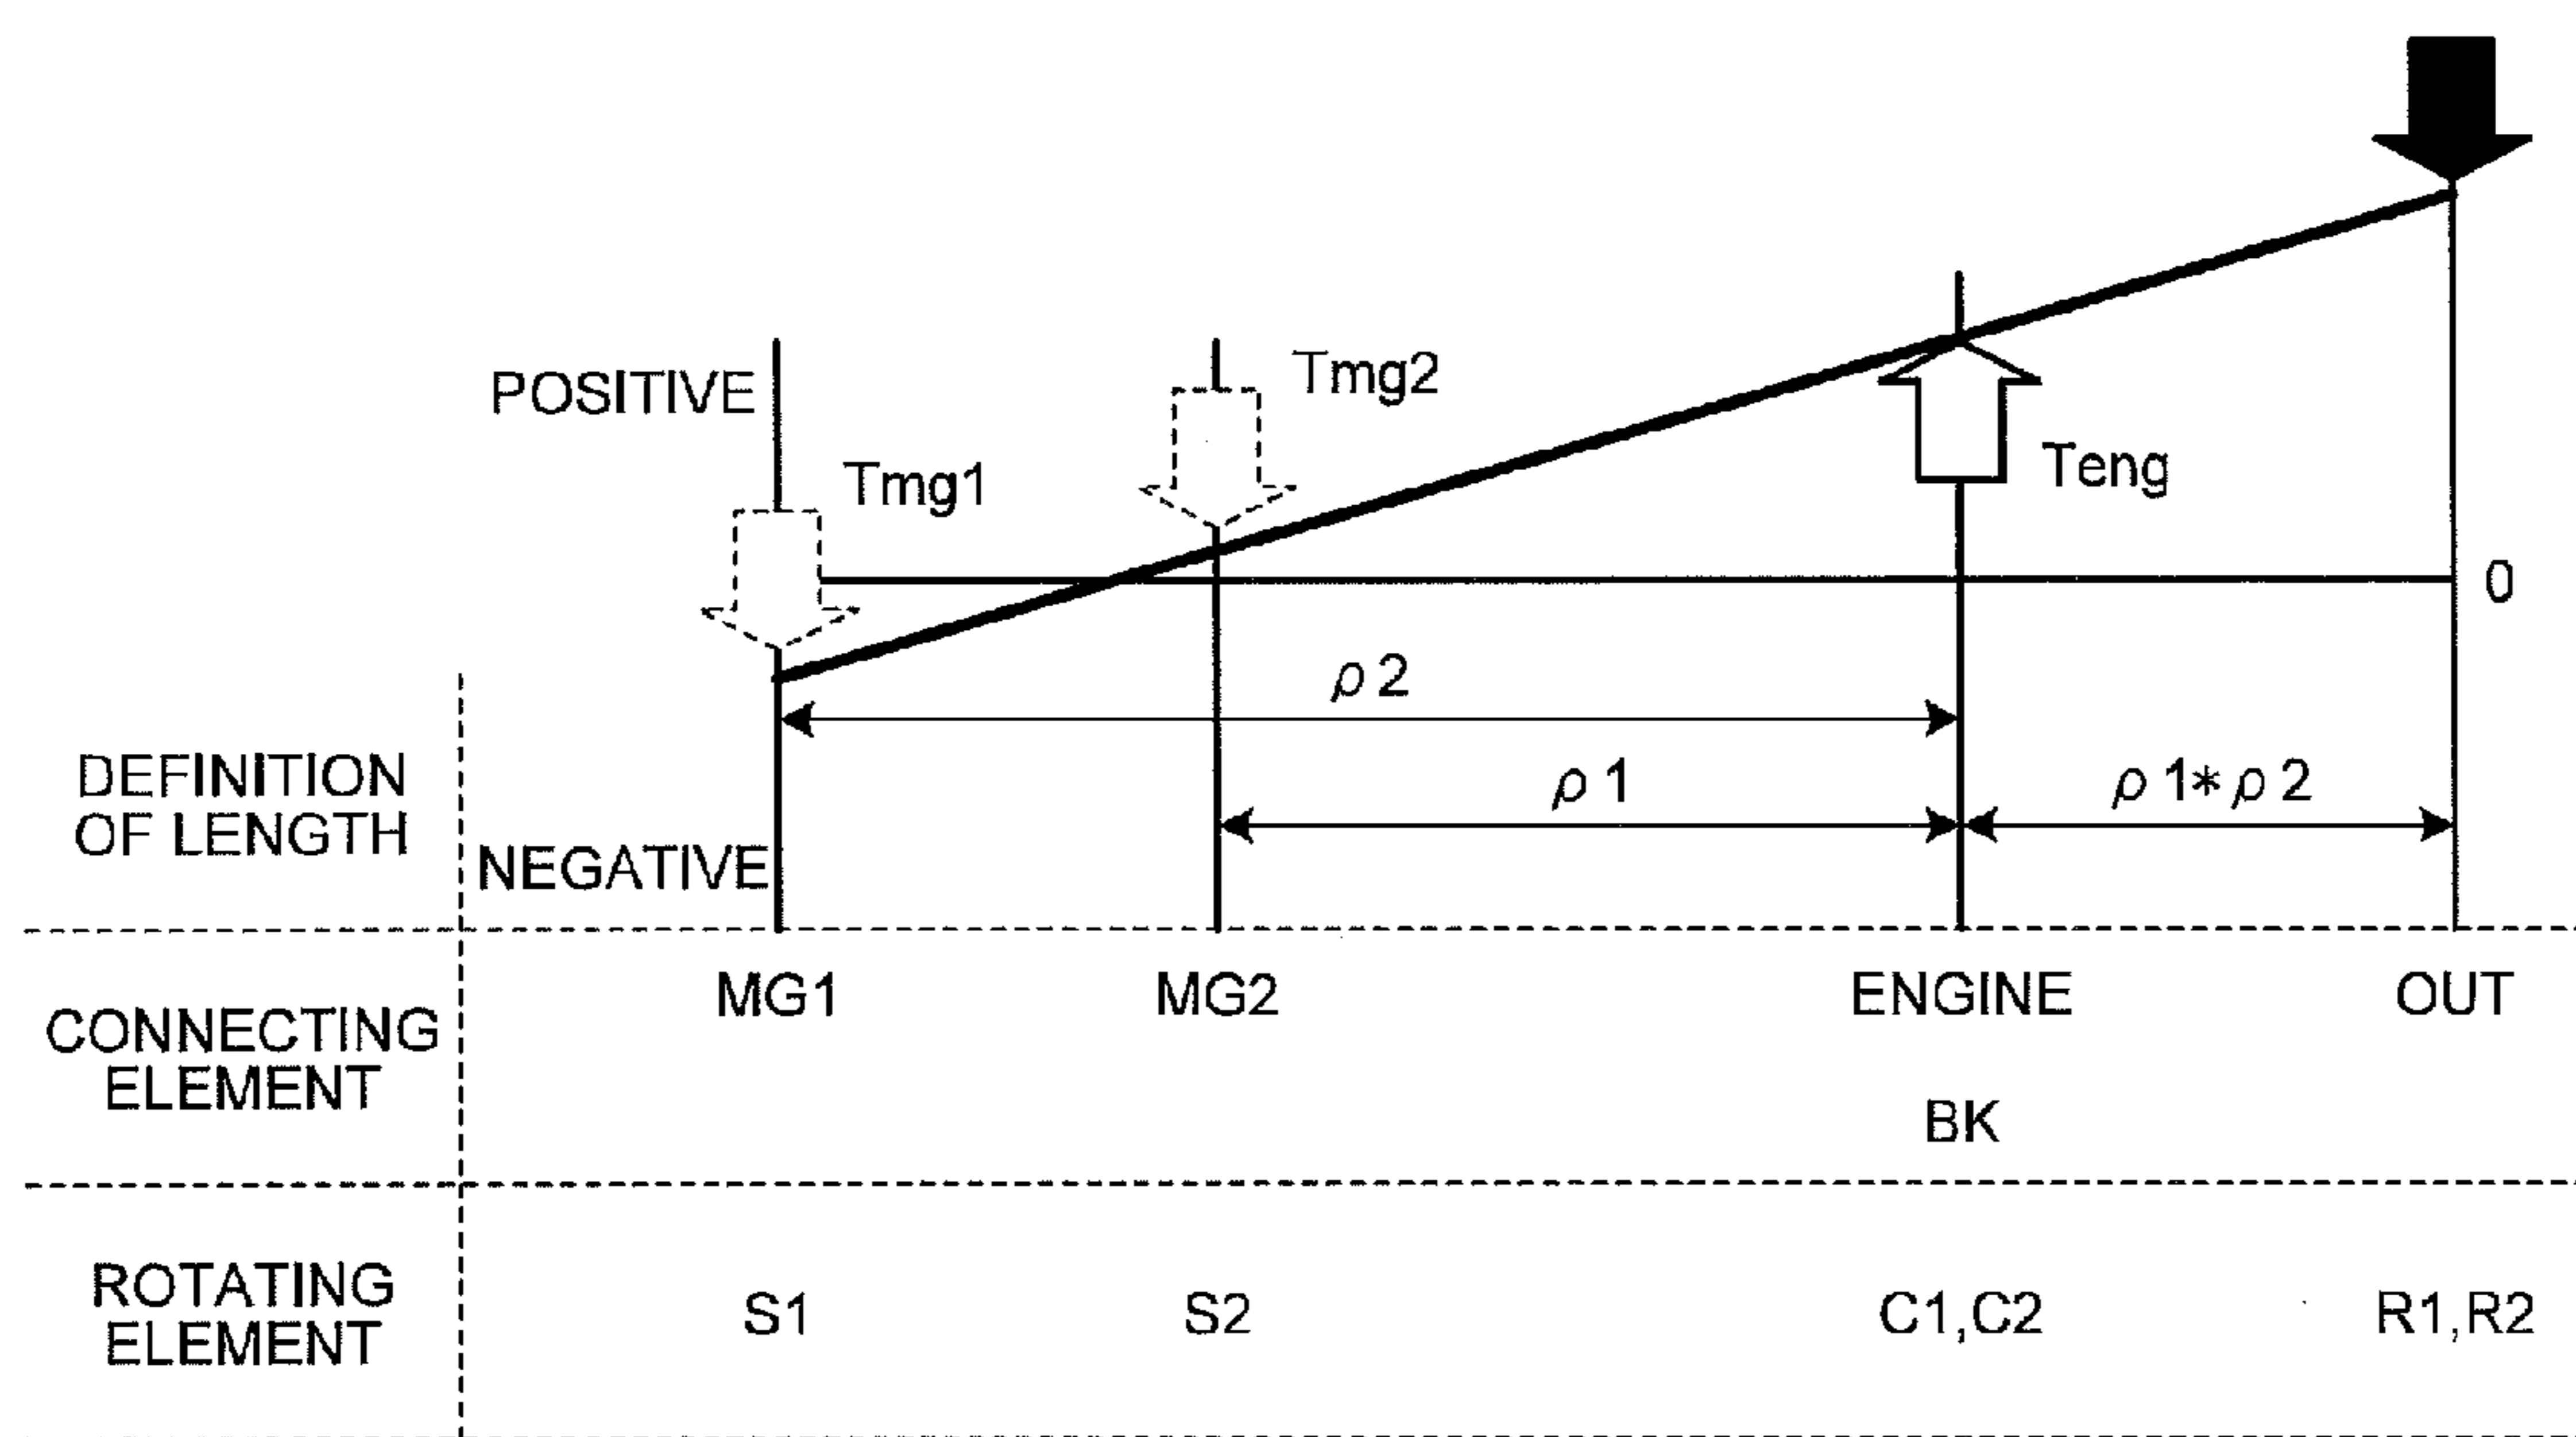 POSITIVE
Tmg1
Tmg2
Teng
0
ρ2
ρ1
ρ1*ρ2
DEFINITION
OF LENGTH
NEGATIVE
CONNECTING
ELEMENT
MG1
MG2
ENGINE
OUT
BK
ROTATING
ELEMENT
S1
S2
C1,C2
R1,R2